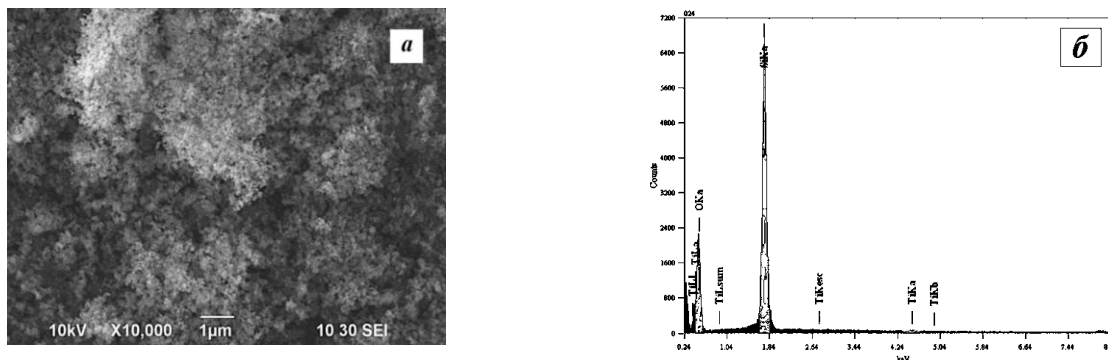 a
10kV X10,000 1μm 10 30 SEI
б
024
7200
6400
5600
4800
4000
3200
2400
1600
800
0
Counts
TiLl
TiLa
OKa
TiLsum
TiKesc
TiKa
TiKb
0.24 1.04 1.84 2.64 3.44 4.24 5.04 5.84 6.64 7.44 8
keV